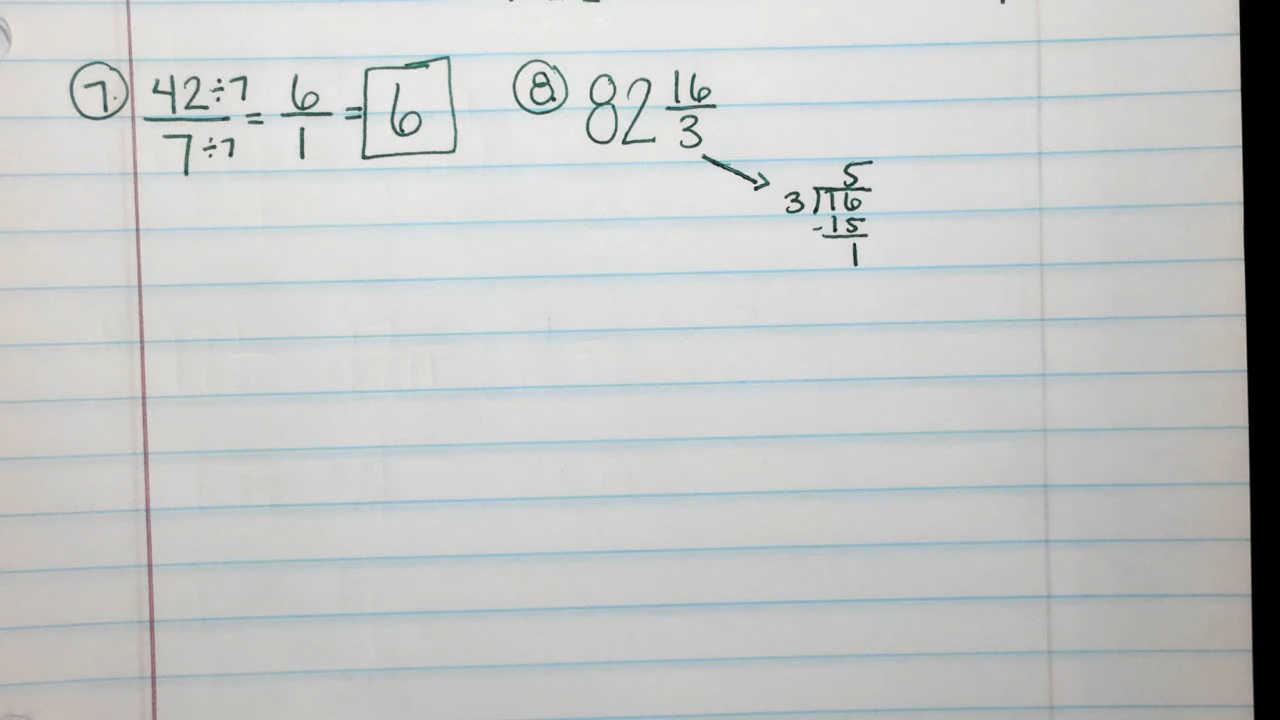 7. 42÷7 / 7÷7 = 6/1 = 6
8. 82 16/3
5
3 ⟌16
-15
1